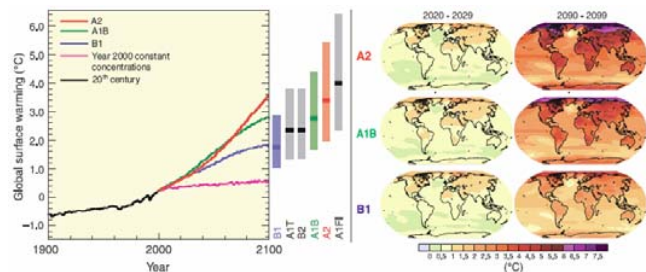 A2
A1B
B1
Year 2000 constant
concentrations
20th century
Global surface warming (°C)
6,0
5,0
4,0
3,0
2,0
1,0
0
−1,0
1900
2000
2100
Year
B1
A1T
B2
A1B
A2
A1FI
2020 - 2029
2090 - 2099
A2
A1B
B1
0 0,5 1 1,5 2 2,5 3 3,5 4 4,5 5 5,5 6 6,5 7 7,5
(°C)